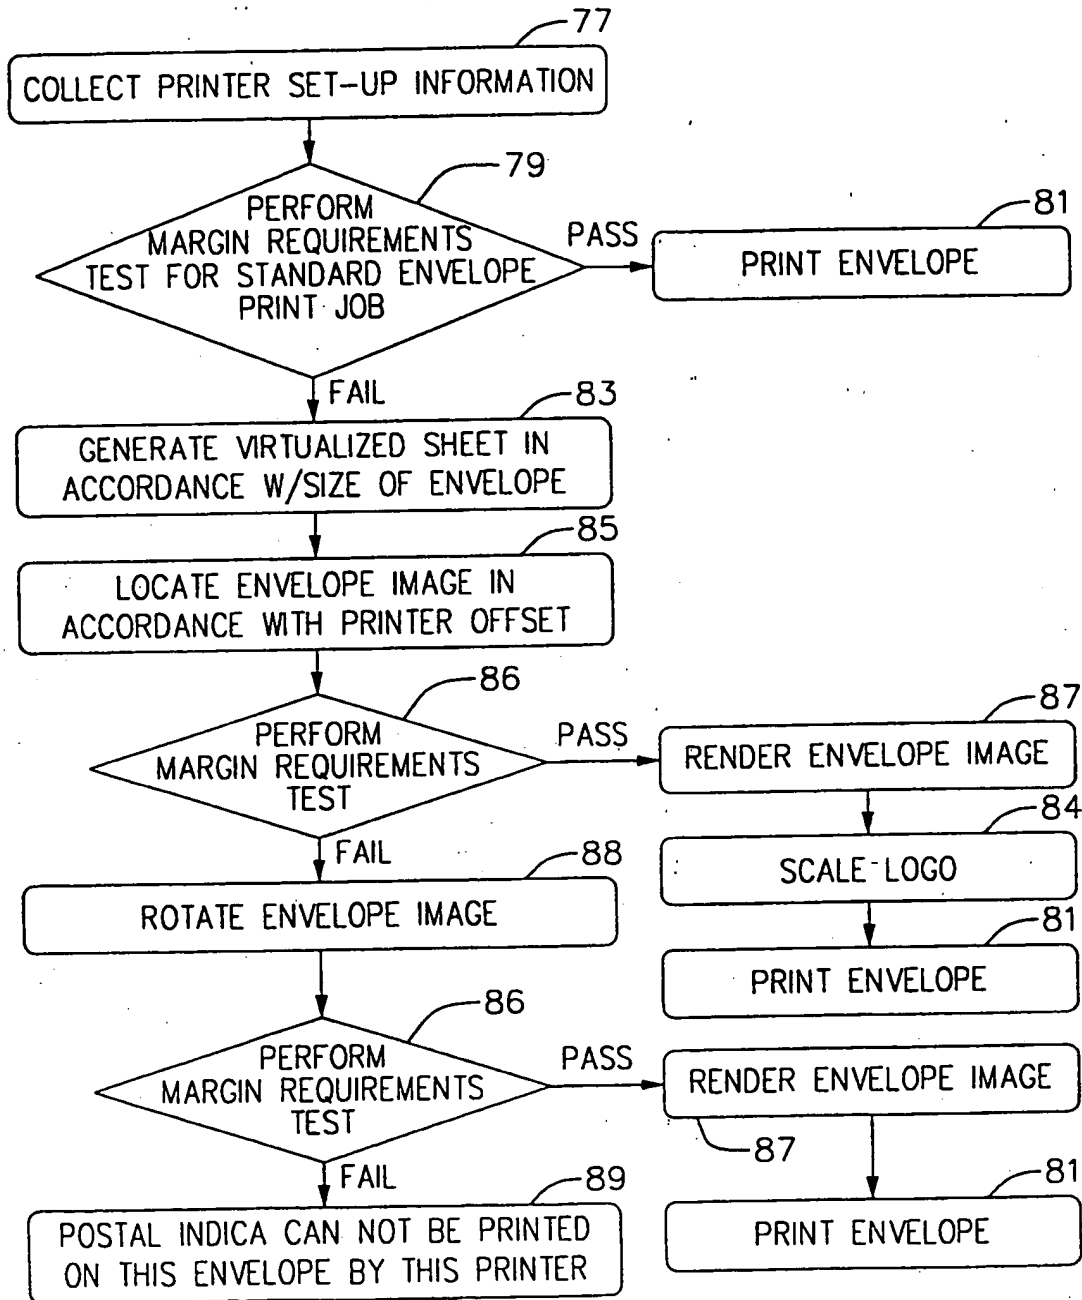 77
COLLECT PRINTER SET-UP INFORMATION
79
PERFORM
MARGIN REQUIREMENTS
TEST FOR STANDARD ENVELOPE
PRINT JOB
PASS
81
PRINT ENVELOPE
FAIL
83
GENERATE VIRTUALIZED SHEET IN
ACCORDANCE W/SIZE OF ENVELOPE
85
LOCATE ENVELOPE IMAGE IN
ACCORDANCE WITH PRINTER OFFSET
86
PERFORM
MARGIN REQUIREMENTS
TEST
PASS
87
RENDER ENVELOPE IMAGE
84
SCALE LOGO
81
PRINT ENVELOPE
FAIL
88
ROTATE ENVELOPE IMAGE
86
PERFORM
MARGIN REQUIREMENTS
TEST
PASS
RENDER ENVELOPE IMAGE
87
81
PRINT ENVELOPE
FAIL
89
POSTAL INDICA CAN NOT BE PRINTED
ON THIS ENVELOPE BY THIS PRINTER